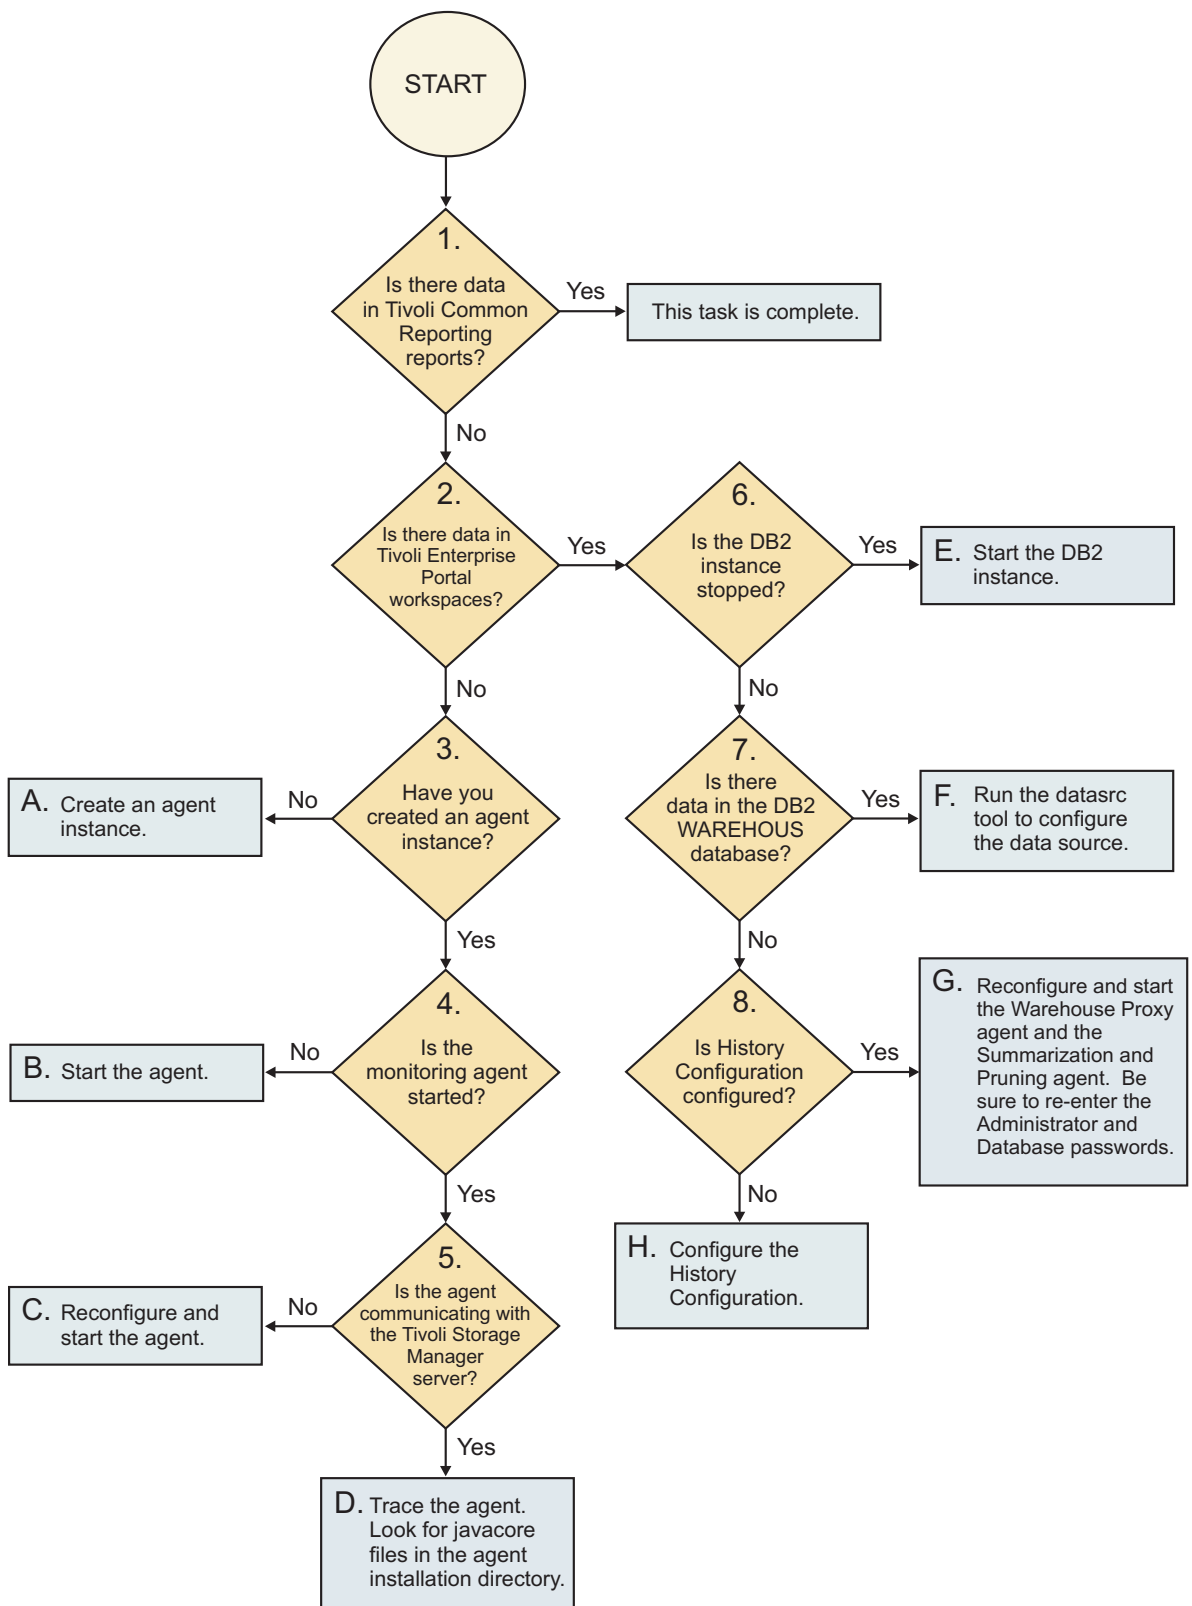 START
1.
Is there data
in Tivoli Common
Reporting
reports?
Yes
This task is complete.
No
2.
Is there data in
Tivoli Enterprise
Portal
workspaces?
Yes
6.
Is the DB2
instance
stopped?
Yes
E. Start the DB2
instance.
No
No
3.
Have you
created an agent
instance?
No
A. Create an agent
instance.
7.
Is there
data in the DB2
WAREHOUS
database?
Yes
F. Run the datasrc
tool to configure
the data source.
Yes
No
4.
Is the
monitoring agent
started?
No
B. Start the agent.
8.
Is History
Configuration
configured?
Yes
G. Reconfigure and start
the Warehouse Proxy
agent and the
Summarization and
Pruning agent. Be
sure to re-enter the
Administrator and
Database passwords.
Yes
No
5.
Is the agent
communicating with
the Tivoli Storage
Manager
server?
No
C. Reconfigure and
start the agent.
H. Configure the
History
Configuration.
Yes
D. Trace the agent.
Look for javacore
files in the agent
installation directory.